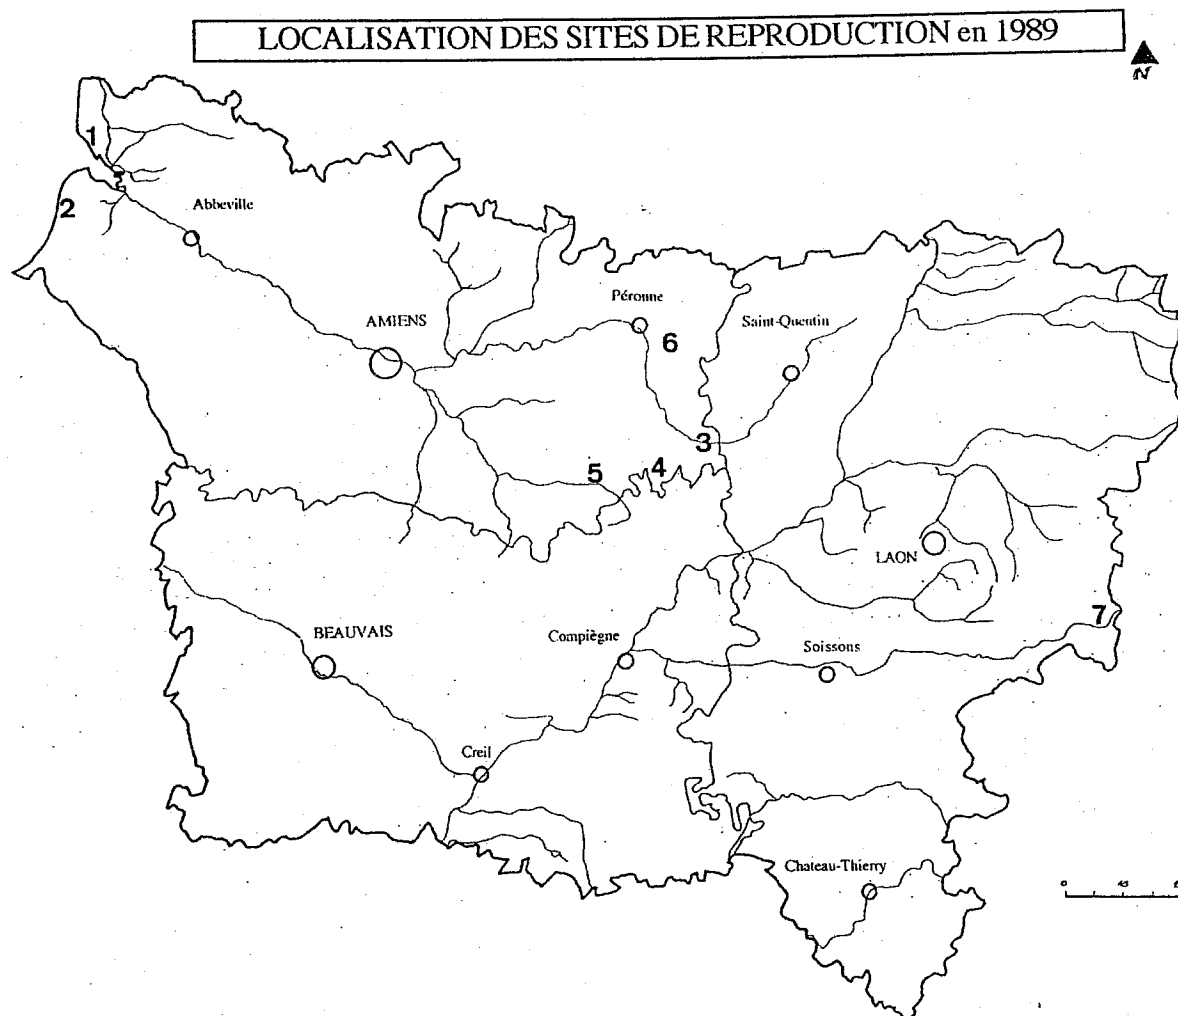 LOCALISATION DES SITES DE REPRODUCTION en 1989
N
1
2
Abbeville
Péronne
AMIENS
6
Saint-Quentin
3
5
4
LAON
7
BEAUVAIS
Compiègne
Soissons
Creil
Chateau-Thierry
0